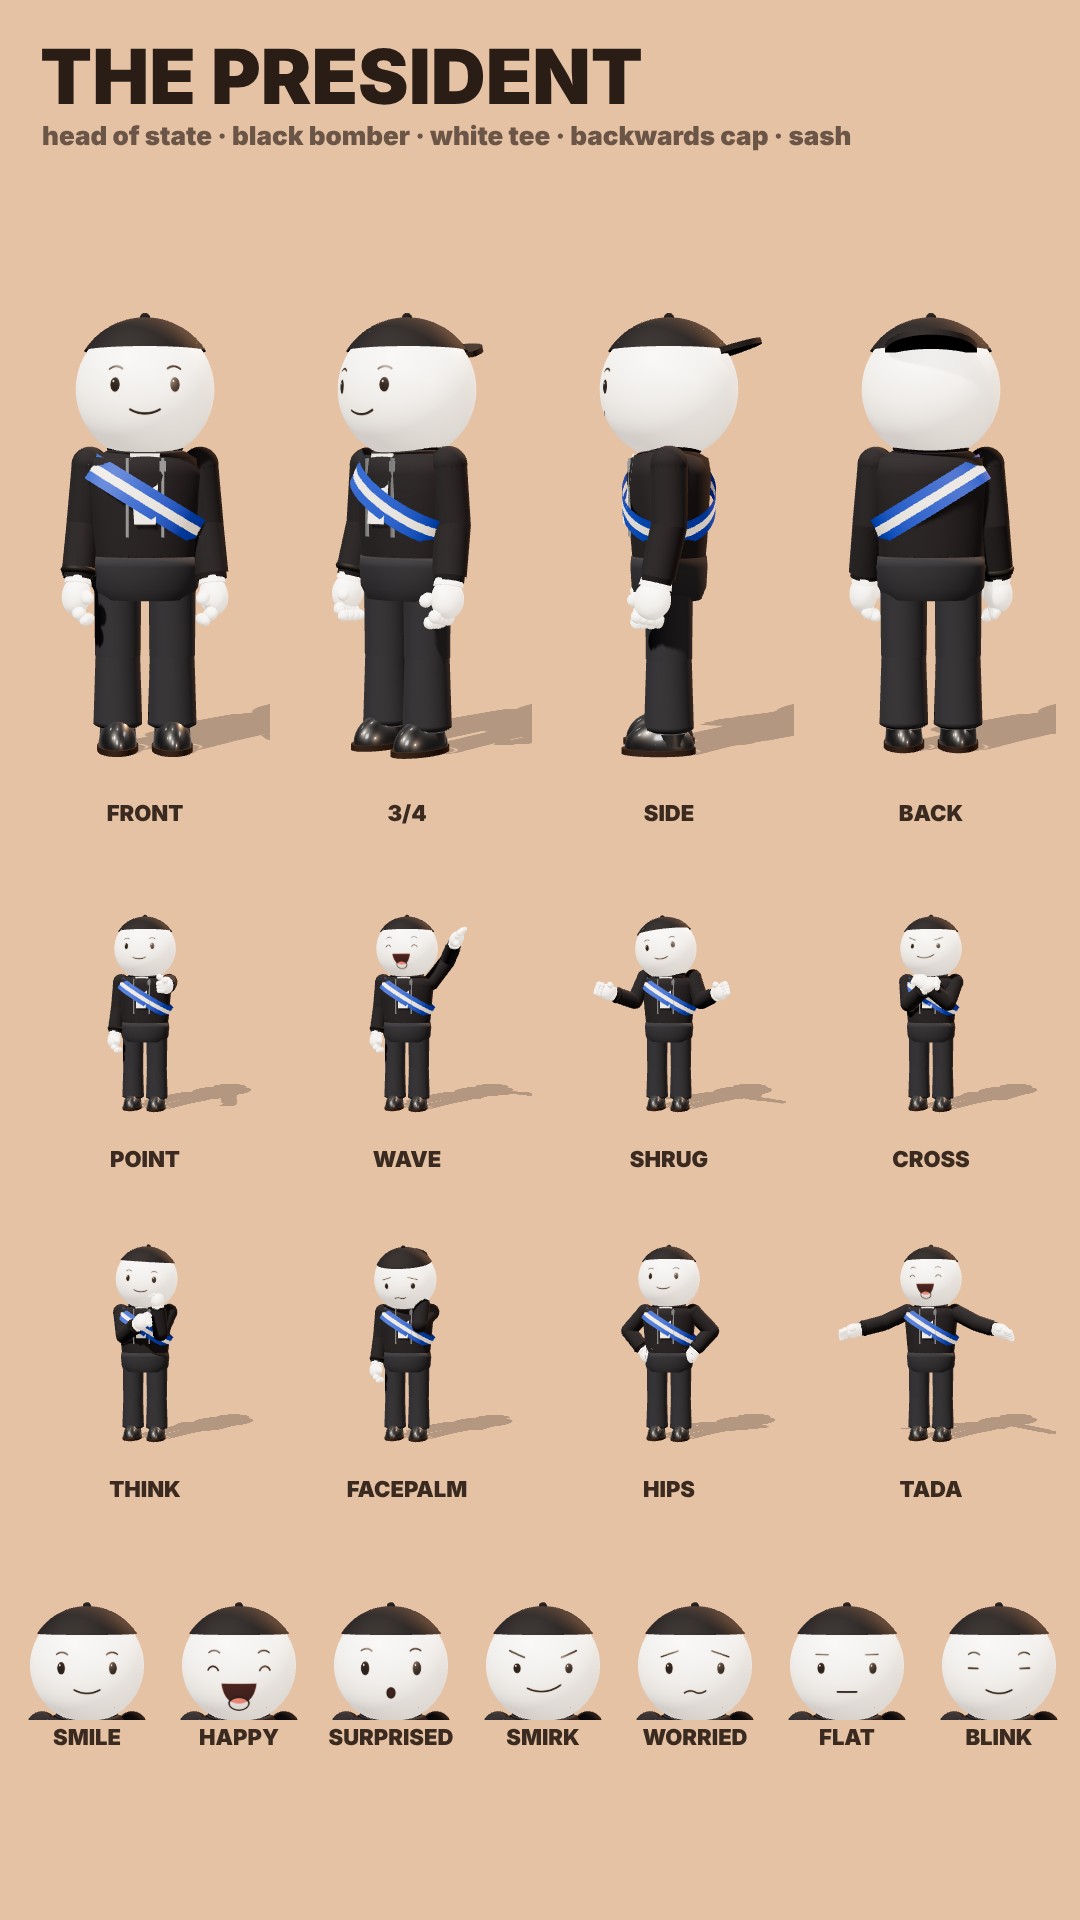 THE PRESIDENT
head of state · black bomber · white tee · backwards cap · sash
FRONT
3/4
SIDE
BACK
POINT
WAVE
SHRUG
CROSS
THINK
FACEPALM
HIPS
TADA
SMILE
HAPPY
SURPRISED
SMIRK
WORRIED
FLAT
BLINK